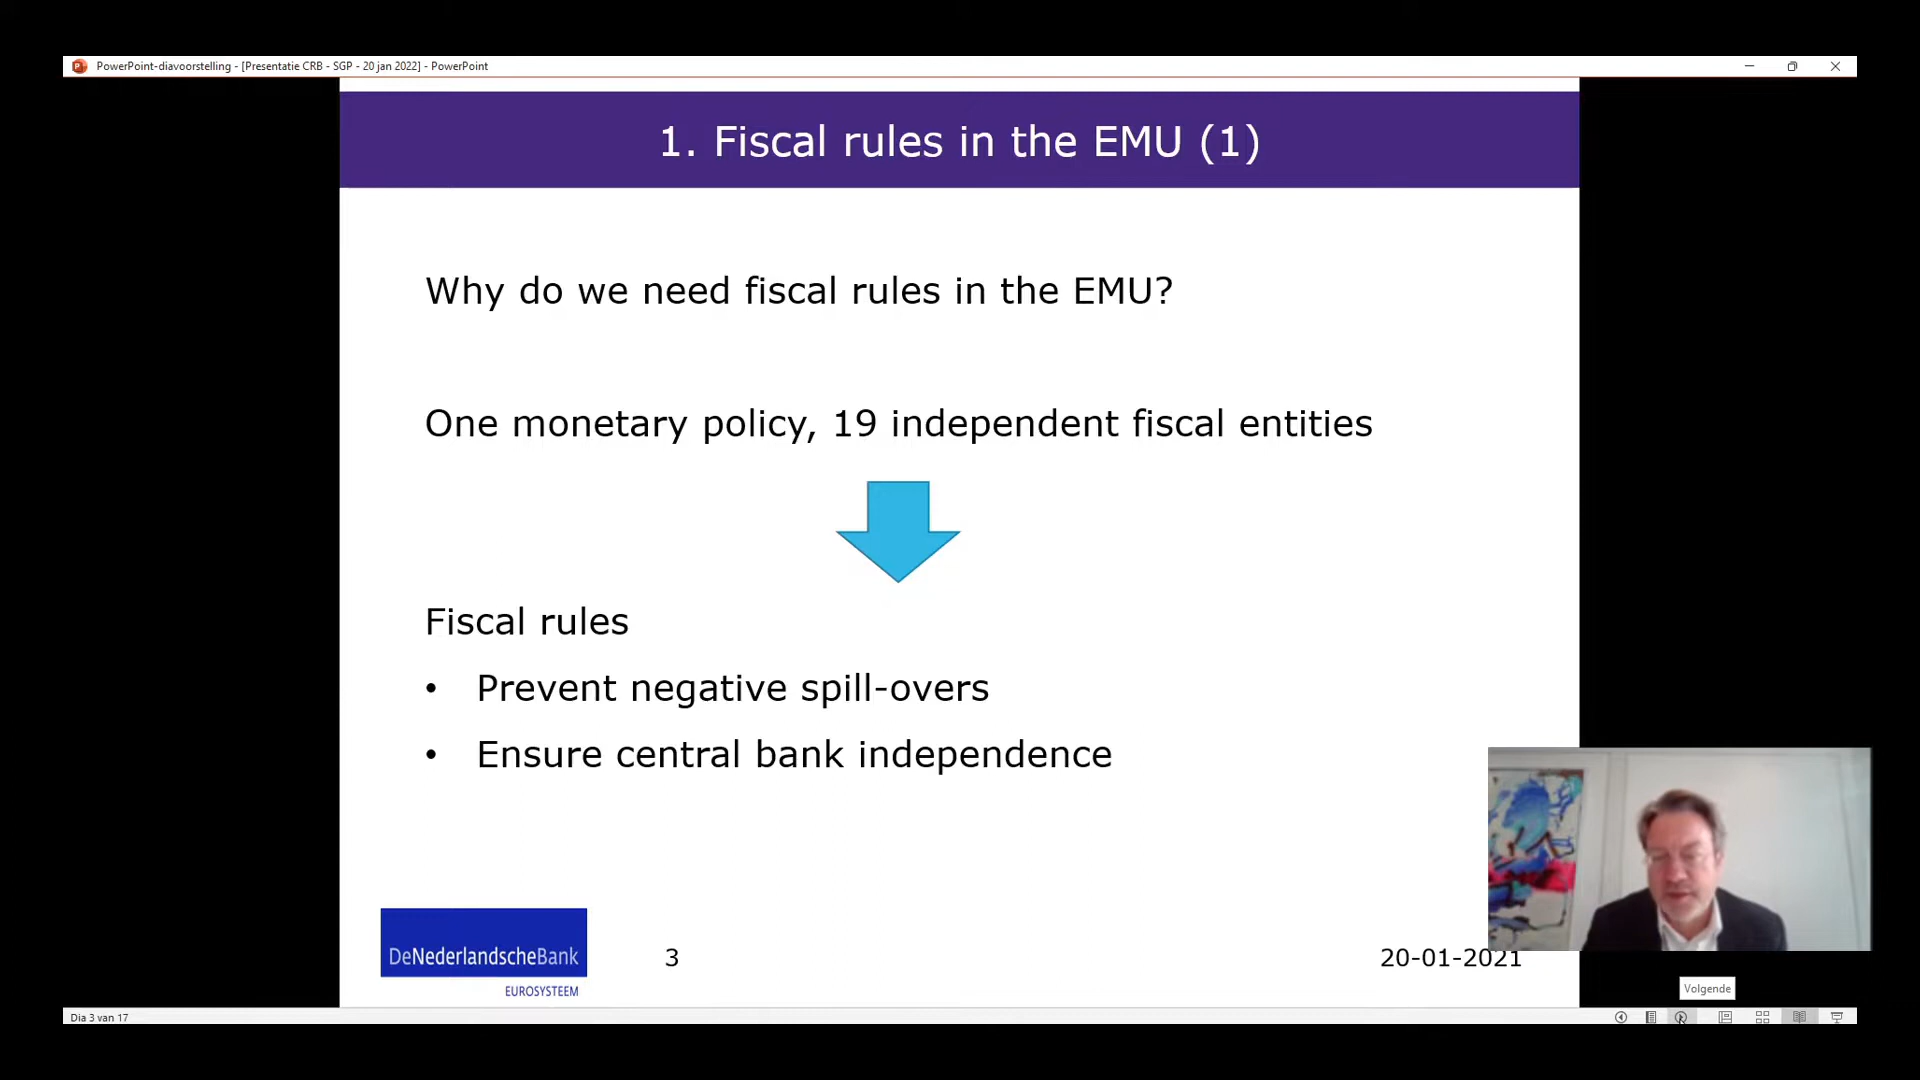 PowerPoint-diavoorstelling - [Presentatie CRB - SGP - 20 jan 2022] - PowerPoint
1. Fiscal rules in the EMU (1)
Why do we need fiscal rules in the EMU?
One monetary policy, 19 independent fiscal entities
Fiscal rules
• Prevent negative spill-overs
• Ensure central bank independence
DeNederlandscheBank
EUROSYSTEEM
3
20-01-2021
Volgende
Dia 3 van 17